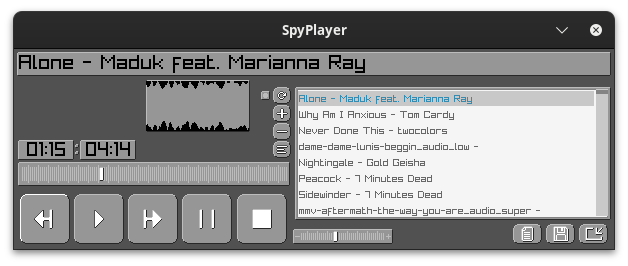 SpyPlayer
Alone - Maduk feat. Marianna Ray
Alone - Maduk feat. Marianna Ray
Why Am I Anxious - Tom Cardy
Never Done This - twocolors
dame-dame-lunis-beggin_audio_low -
01:15 : 04:14
Nightingale - Gold Geisha
Peacock - 7 Minutes Dead
Sidewinder - 7 Minutes Dead
mmv-aftermath-the-way-you-are_audio_super -